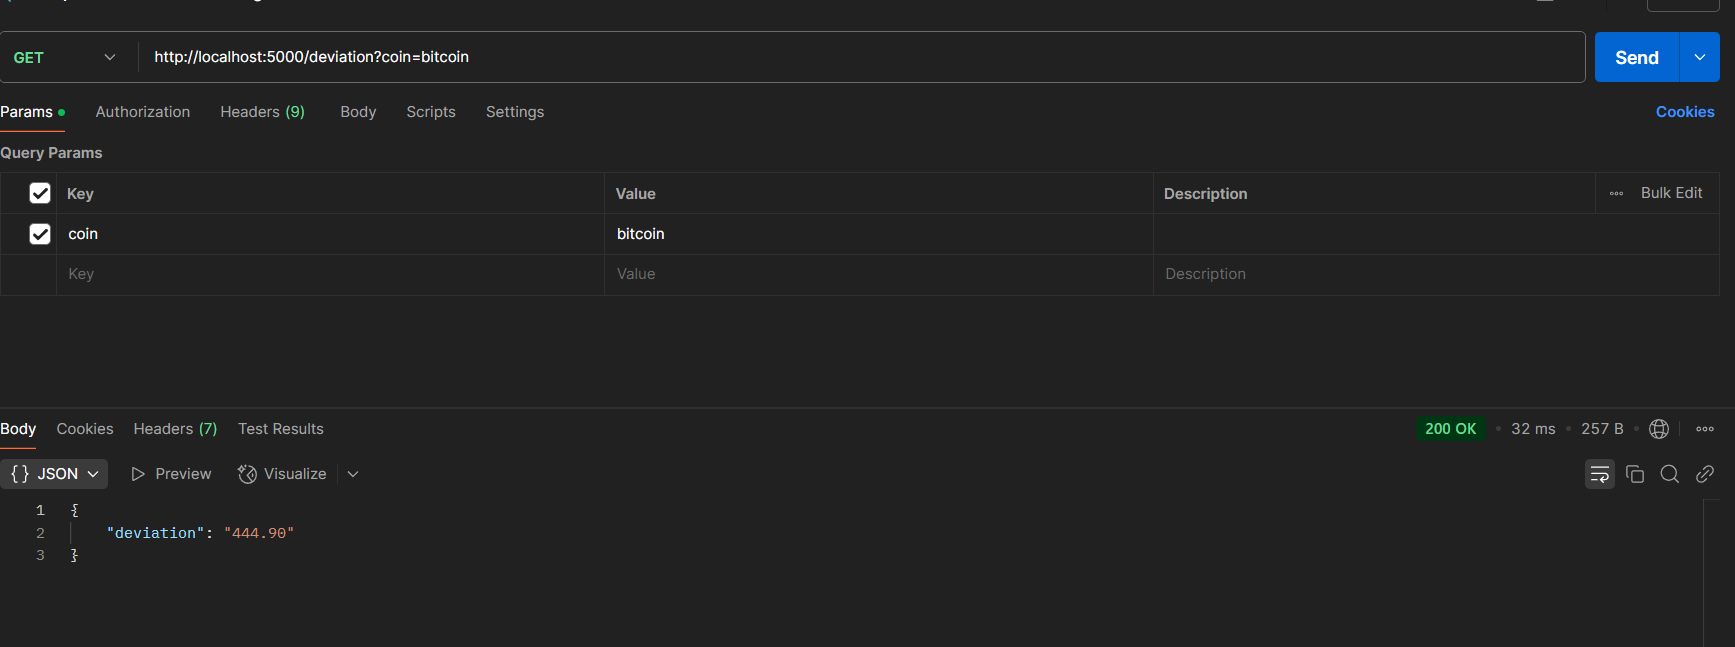 GET http://localhost:5000/deviation?coin=bitcoin Send
Params Authorization Headers (9) Body Scripts Settings Cookies
Query Params
Key Value Description Bulk Edit
coin bitcoin
Key Value Description
Body Cookies Headers (7) Test Results 200 OK • 32 ms • 257 B
{} JSON Preview Visualize
1 {
2 "deviation": "444.90"
3 }